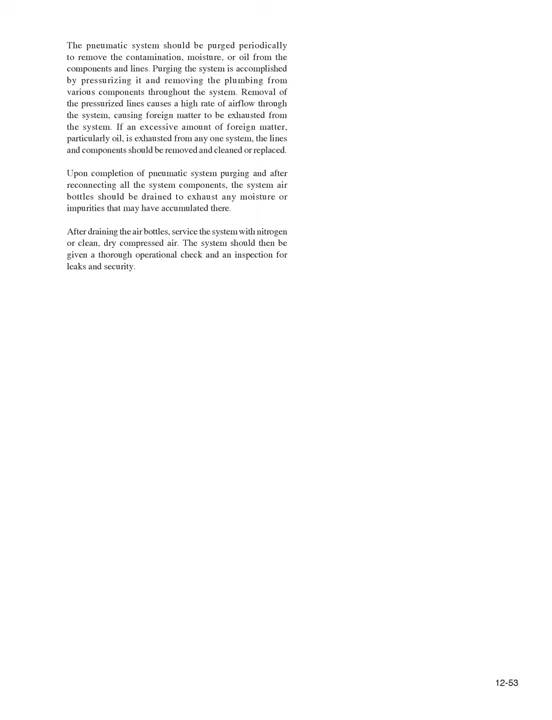 The pneumatic system should be purged periodically
to remove the contamination, moisture, or oil from the
components and lines. Purging the system is accomplished
by pressurizing it and removing the plumbing from
various components throughout the system. Removal of
the pressurized lines causes a high rate of airflow through
the system, causing foreign matter to be exhausted from
the system. If an excessive amount of foreign matter,
particularly oil, is exhausted from any one system, the lines
and components should be removed and cleaned or replaced.
Upon completion of pneumatic system purging and after
reconnecting all the system components, the system air
bottles should be drained to exhaust any moisture or
impurities that may have accumulated there.
After draining the air bottles, service the system with nitrogen
or clean, dry compressed air. The system should then be
given a thorough operational check and an inspection for
leaks and security.
12-53